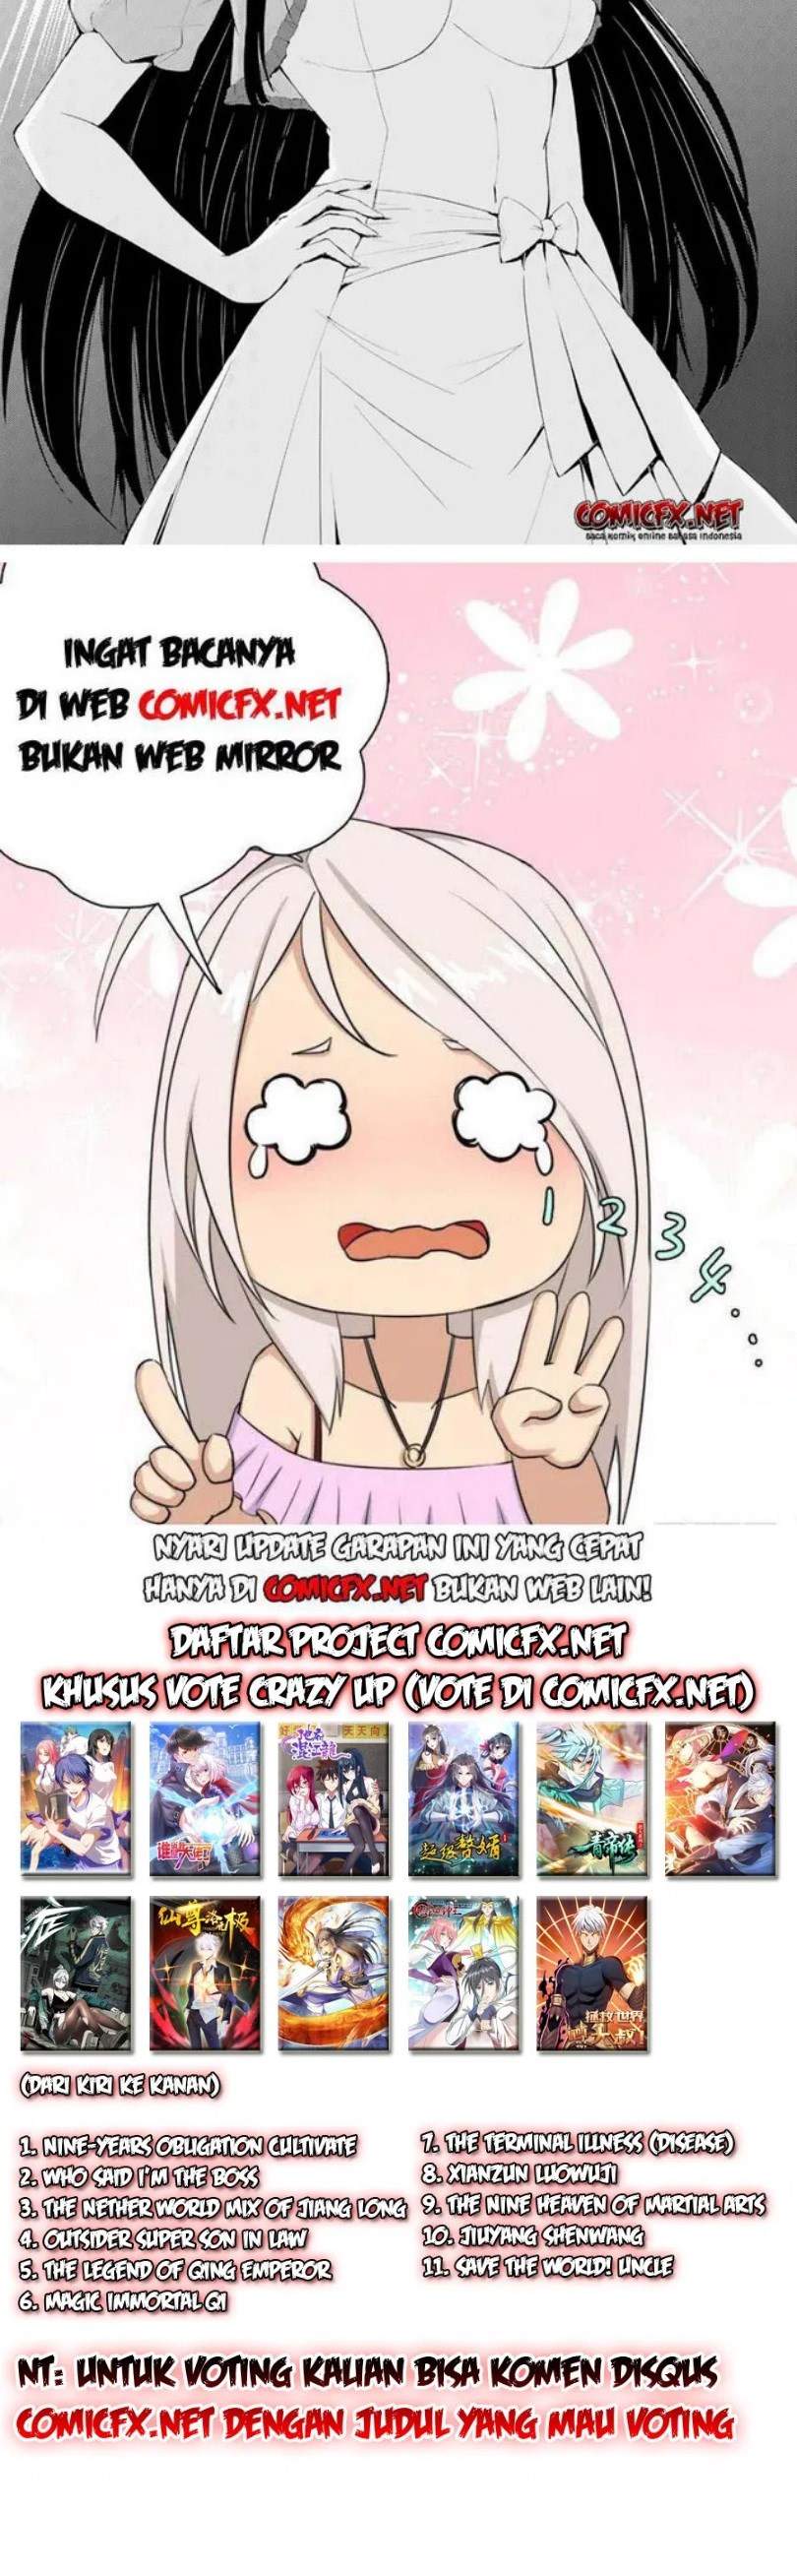 COMICFX.NET
baca komik online bahasa indonesia
INGAT BACANYA
DI WEB COMICFX.NET
BUKAN WEB MIRROR
1 2 3 4...
NYARI UPDATE GARAPAN INI YANG CEPAT
HANYA DI COMICFX.NET BUKAN WEB LAIN!
DAFTAR PROJECT COMICFX.NET
KHUSUS VOTE CRAZY UP (VOTE DI COMICFX.NET)
(DARI KIRI KE KANAN)
1. NINE-YEARS OBLIGATION CULTIVATE
2. WHO SAID I'M THE BOSS
3. THE NETHER WORLD MIX OF JIANG LONG
4. OUTSIDER SUPER SON IN LAW
5. THE LEGEND OF QING EMPEROR
6. MAGIC IMMORTAL QI
7. THE TERMINAL ILLNESS (DISEASE)
8. XIANZUN LUOWUJI
9. THE NINE HEAVEN OF MARTIAL ARTS
10. JIUYANG SHENWANG
11. SAVE THE WORLD! UNCLE
NT: UNTUK VOTING KALIAN BISA KOMEN DISQUS
COMICFX.NET DENGAN JUDUL YANG MAU VOTING